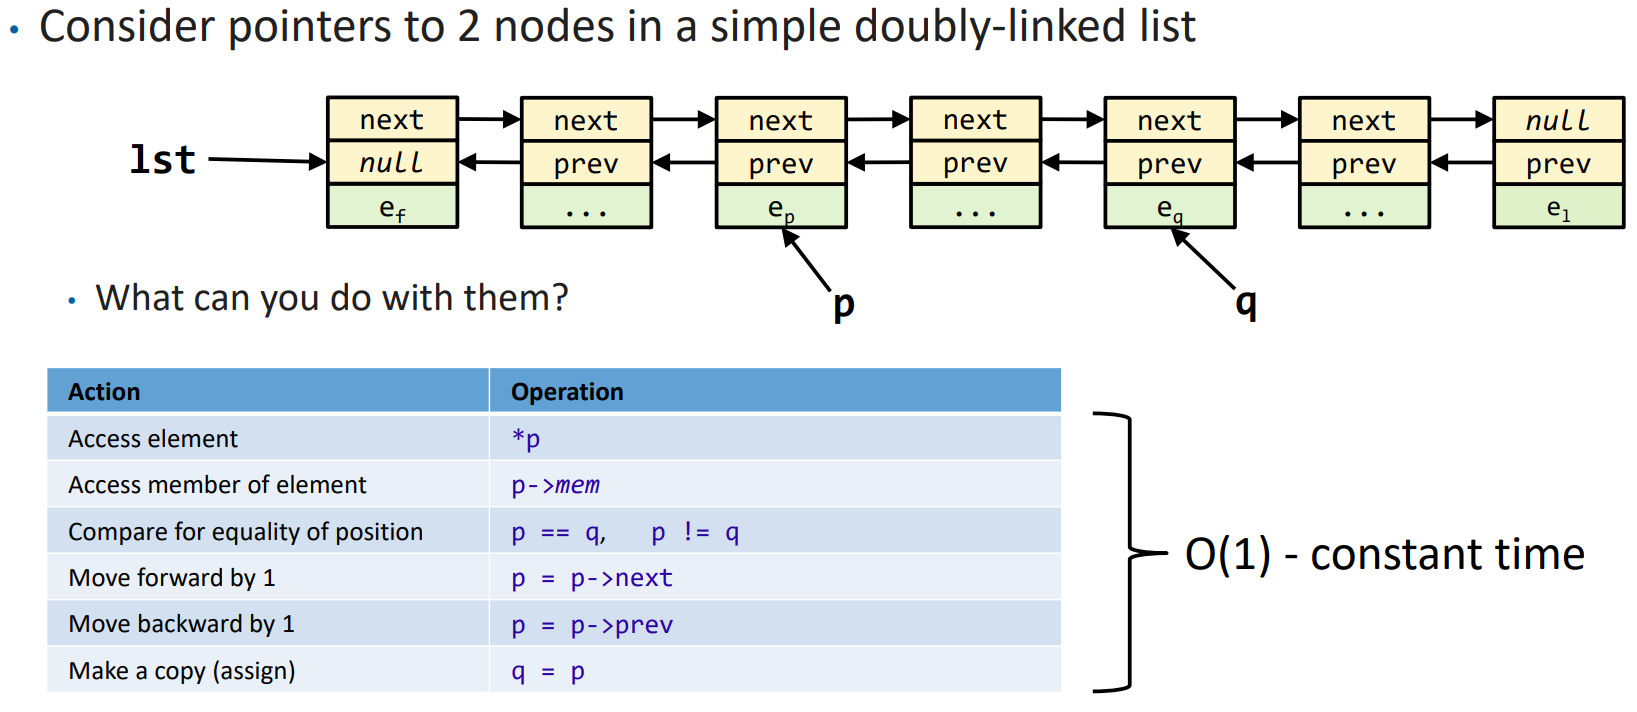 • Consider pointers to 2 nodes in a simple doubly-linked list
next next next next next next null
lst null prev prev prev prev prev prev
e_f ... e_p ... e_q ... e_l
• What can you do with them?
p q
Action Operation
Access element *p
Access member of element p->mem
Compare for equality of position p == q, p != q
Move forward by 1 p = p->next
Move backward by 1 p = p->prev
Make a copy (assign) q = p
O(1) - constant time